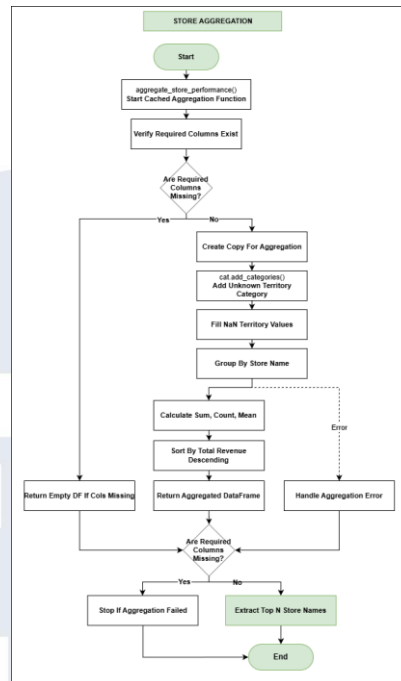 STORE AGGREGATION
Start
aggregate_store_performance()
Start Cached Aggregation Function
Verify Required Columns Exist
Are Required
Columns
Missing?
Yes
No
Create Copy For Aggregation
cat.add_categories()
Add Unknown Territory
Category
Fill NaN Territory Values
Group By Store Name
Calculate Sum, Count, Mean
Error
Sort By Total Revenue
Descending
Return Empty DF If Cols Missing
Return Aggregated DataFrame
Handle Aggregation Error
Are Required
Columns
Missing?
Yes
No
Stop If Aggregation Failed
Extract Top N Store Names
End